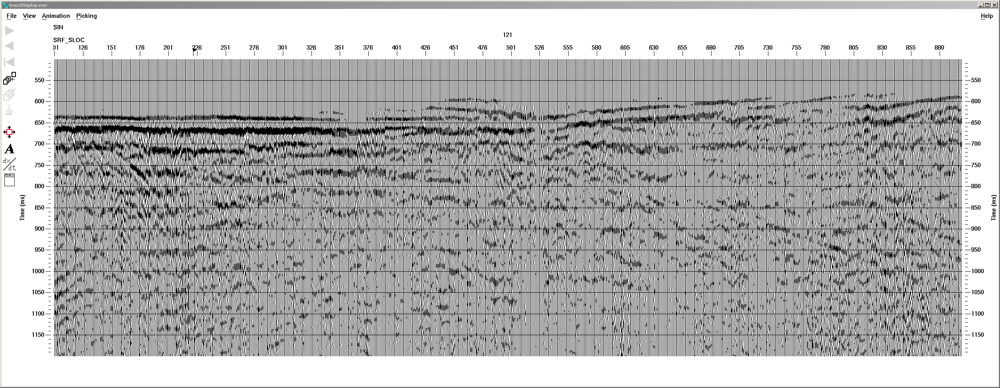 traceDisplay.exe
File View Animation Picking Help
SIN
121
SRF_SLOC
01 126 151 176 201 226 251 276 301 326 351 376 401 426 451 476 501 526 555 580 605 630 655 680 705 730 755 780 805 830 855 880
550 550
600 600
650 650
700 700
A
dx/dt
750 750
max
800 800
Time (ms) Time (ms)
850 850
900 900
950 950
1000 1000
1050 1050
1100 1100
1150 1150